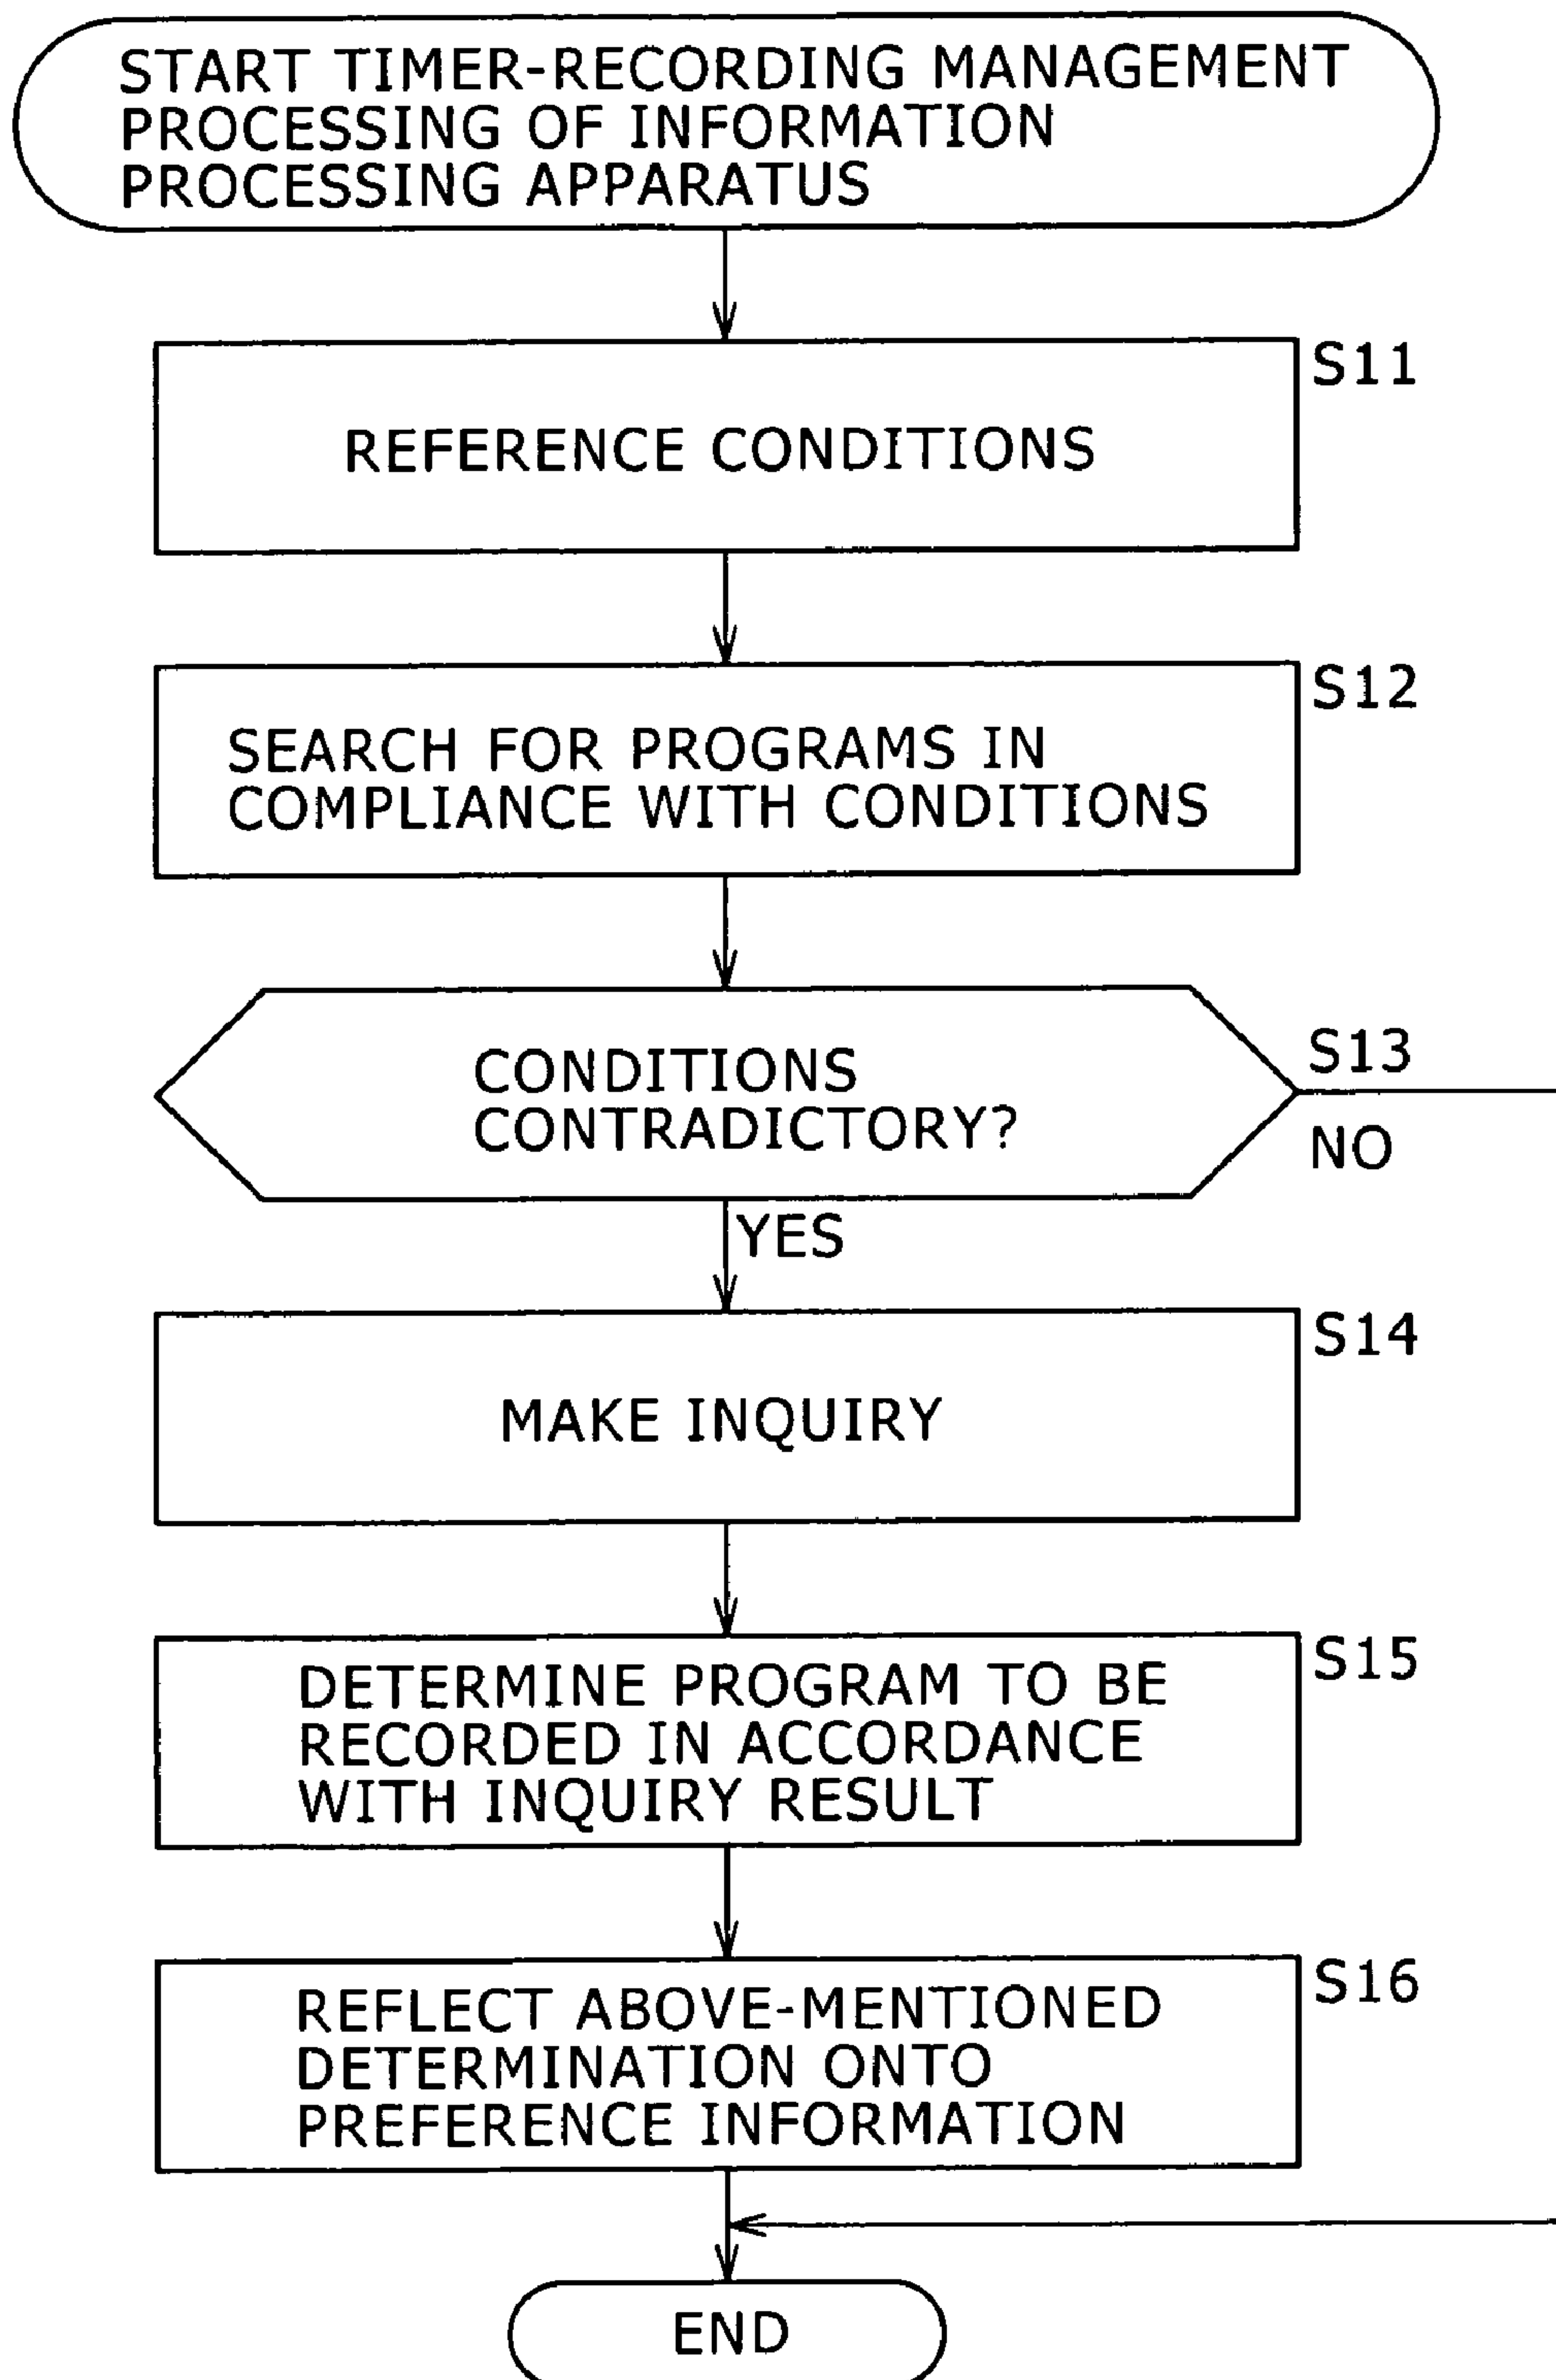 START TIMER-RECORDING MANAGEMENT
PROCESSING OF INFORMATION
PROCESSING APPARATUS
S11
REFERENCE CONDITIONS
S12
SEARCH FOR PROGRAMS IN
COMPLIANCE WITH CONDITIONS
S13
CONDITIONS
CONTRADICTORY?
NO
YES
S14
MAKE INQUIRY
S15
DETERMINE PROGRAM TO BE
RECORDED IN ACCORDANCE
WITH INQUIRY RESULT
S16
REFLECT ABOVE-MENTIONED
DETERMINATION ONTO
PREFERENCE INFORMATION
END